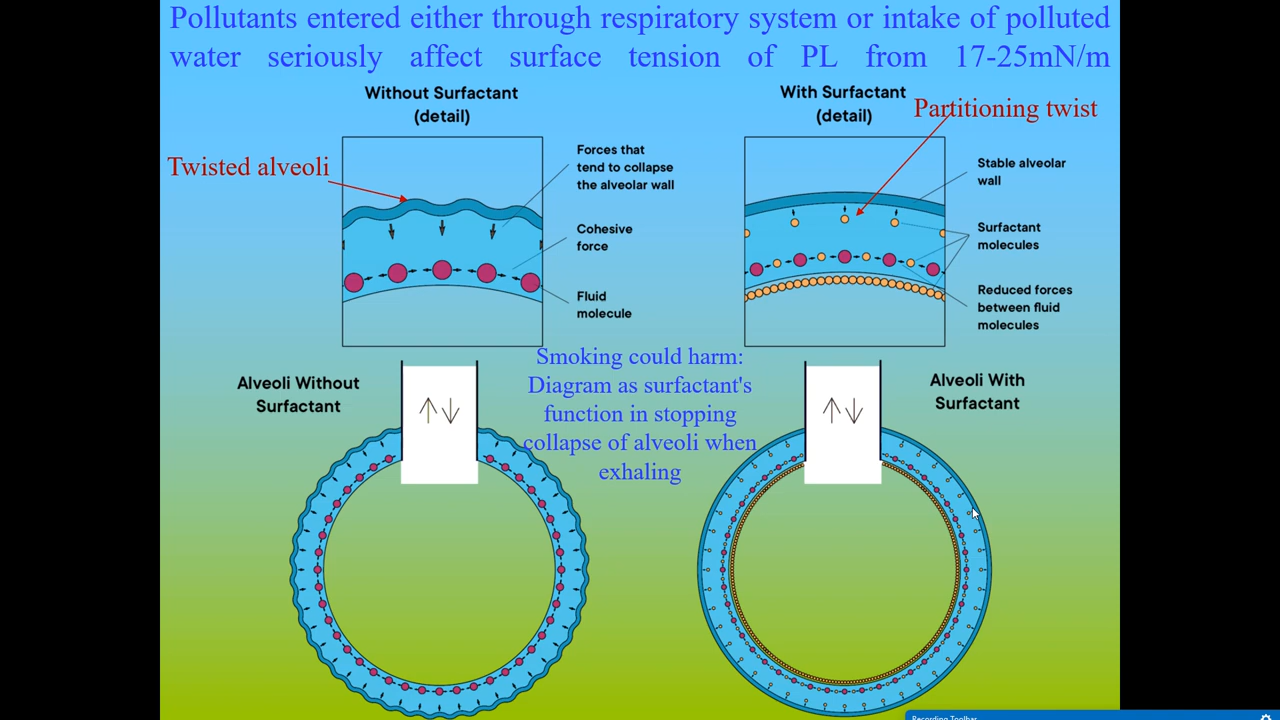 Pollutants entered either through respiratory system or intake of polluted
water seriously affect surface tension of PL from 17-25mN/m
Without Surfactant
(detail)
With Surfactant
(detail)
Partitioning twist
Twisted alveoli
Forces that
tend to collapse
the alveolar wall
Cohesive
force
Fluid
molecule
Stable alveolar
wall
Surfactant
molecules
Reduced forces
between fluid
molecules
Smoking could harm:
Diagram as surfactant's
function in stopping
collapse of alveoli when
exhaling
Alveoli Without
Surfactant
Alveoli With
Surfactant
Recording Toolbar